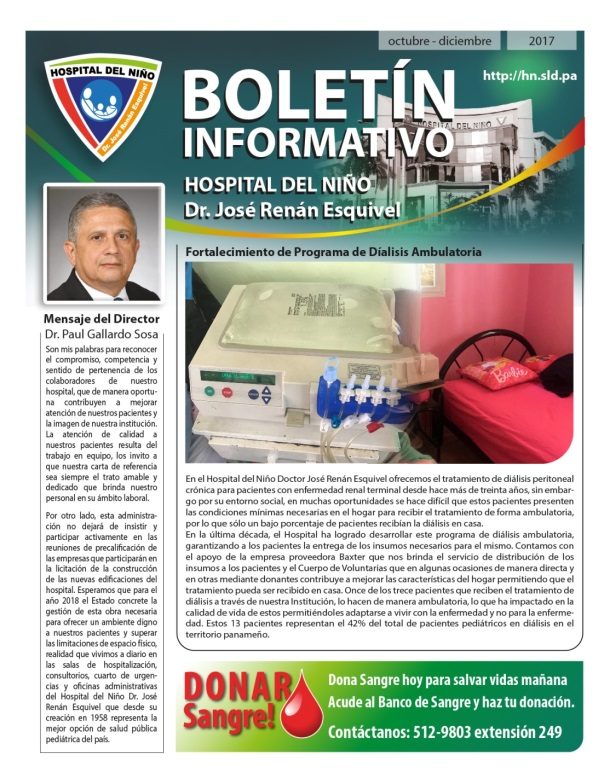 octubre - diciembre 2017
http://hn.sld.pa
HOSPITAL DEL NIÑO
Dr. José Renán Esquivel
BOLETÍN
INFORMATIVO
HOSPITAL DEL NIÑO
HOSPITAL DEL NIÑO
Dr. José Renán Esquivel
Mensaje del Director
Dr. Paul Gallardo Sosa
Son mis palabras para reconocer
el compromiso, competencia y
sentido de pertenencia de los
colaboradores de nuestro
hospital, que de manera oportu-
na contribuyen a mejorar
atención de nuestros pacientes y
la imagen de nuestra institución.
La atención de calidad a
nuestros pacientes resulta del
trabajo en equipo, los invito a
que nuestra carta de referencia
sea siempre el trato amable y
dedicado que brinda nuestro
personal en su ámbito laboral.
Por otro lado, esta administra-
ción no dejará de insistir y
participar activamente en las
reuniones de precalificación de
las empresas que participarán en
la licitación de la construcción
de las nuevas edificaciones del
hospital. Esperamos que para el
año 2018 el Estado concrete la
gestión de esta obra necesaria
para ofrecer un ambiente digno
a nuestros pacientes y superar
las limitaciones de espacio físico,
realidad que vivimos a diario en
las salas de hospitalización,
consultorios, cuarto de urgen-
cias y oficinas administrativas
del Hospital del Niño Dr. José
Renán Esquivel que desde su
creación en 1958 representa la
mejor opción de salud pública
pediátrica del país.
Fortalecimiento de Programa de Díalisis Ambulatoria
Barbie
En el Hospital del Niño Doctor José Renán Esquivel ofrecemos el tratamiento de diálisis peritoneal
crónica para pacientes con enfermedad renal terminal desde hace más de treinta años, sin embar-
go por su entorno social, en muchas oportunidades se hace difícil que estos pacientes presenten
las condiciones mínimas necesarias en el hogar para recibir el tratamiento de forma ambulatoria,
por lo que sólo un bajo porcentaje de pacientes recibían la diálisis en casa.
En la última década, el Hospital ha logrado desarrollar este programa de diálisis ambulatoria,
garantizando a los pacientes la entrega de los insumos necesarios para el mismo. Contamos con
el apoyo de la empresa proveedora Baxter que nos brinda el servicio de distribución de los
insumos a los pacientes y el Cuerpo de Voluntarias que en algunas ocasiones de manera directa y
en otras mediante donantes contribuye a mejorar las características del hogar permitiendo que el
tratamiento pueda ser recibido en casa. Once de los trece pacientes que reciben el tratamiento de
diálisis a través de nuestra Institución, lo hacen de manera ambulatoria, lo que ha impactado en la
calidad de vida de estos permitiéndoles adaptarse a vivir con la enfermedad y no para la enferme-
dad. Estos 13 pacientes representan el 42% del total de pacientes pediátricos en diálisis en el
territorio panameño.
DONAR
Sangre!
Dona Sangre hoy para salvar vidas mañana
Acude al Banco de Sangre y haz tu donación.
Contáctanos: 512-9803 extensión 249